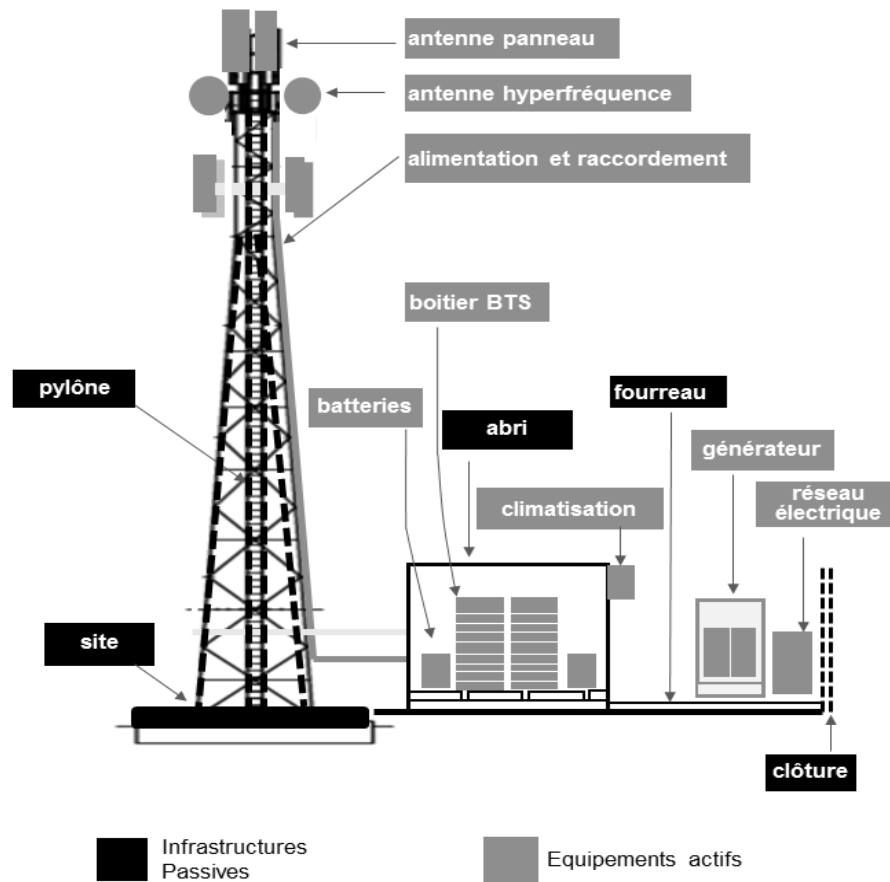 antenne panneau
antenne hyperfréquence
alimentation et raccordement
boitier BTS
pylône
batteries
fourreau
abri
générateur
climatisation
réseau
électrique
site
clôture
Infrastructures
Passives
Equipements actifs